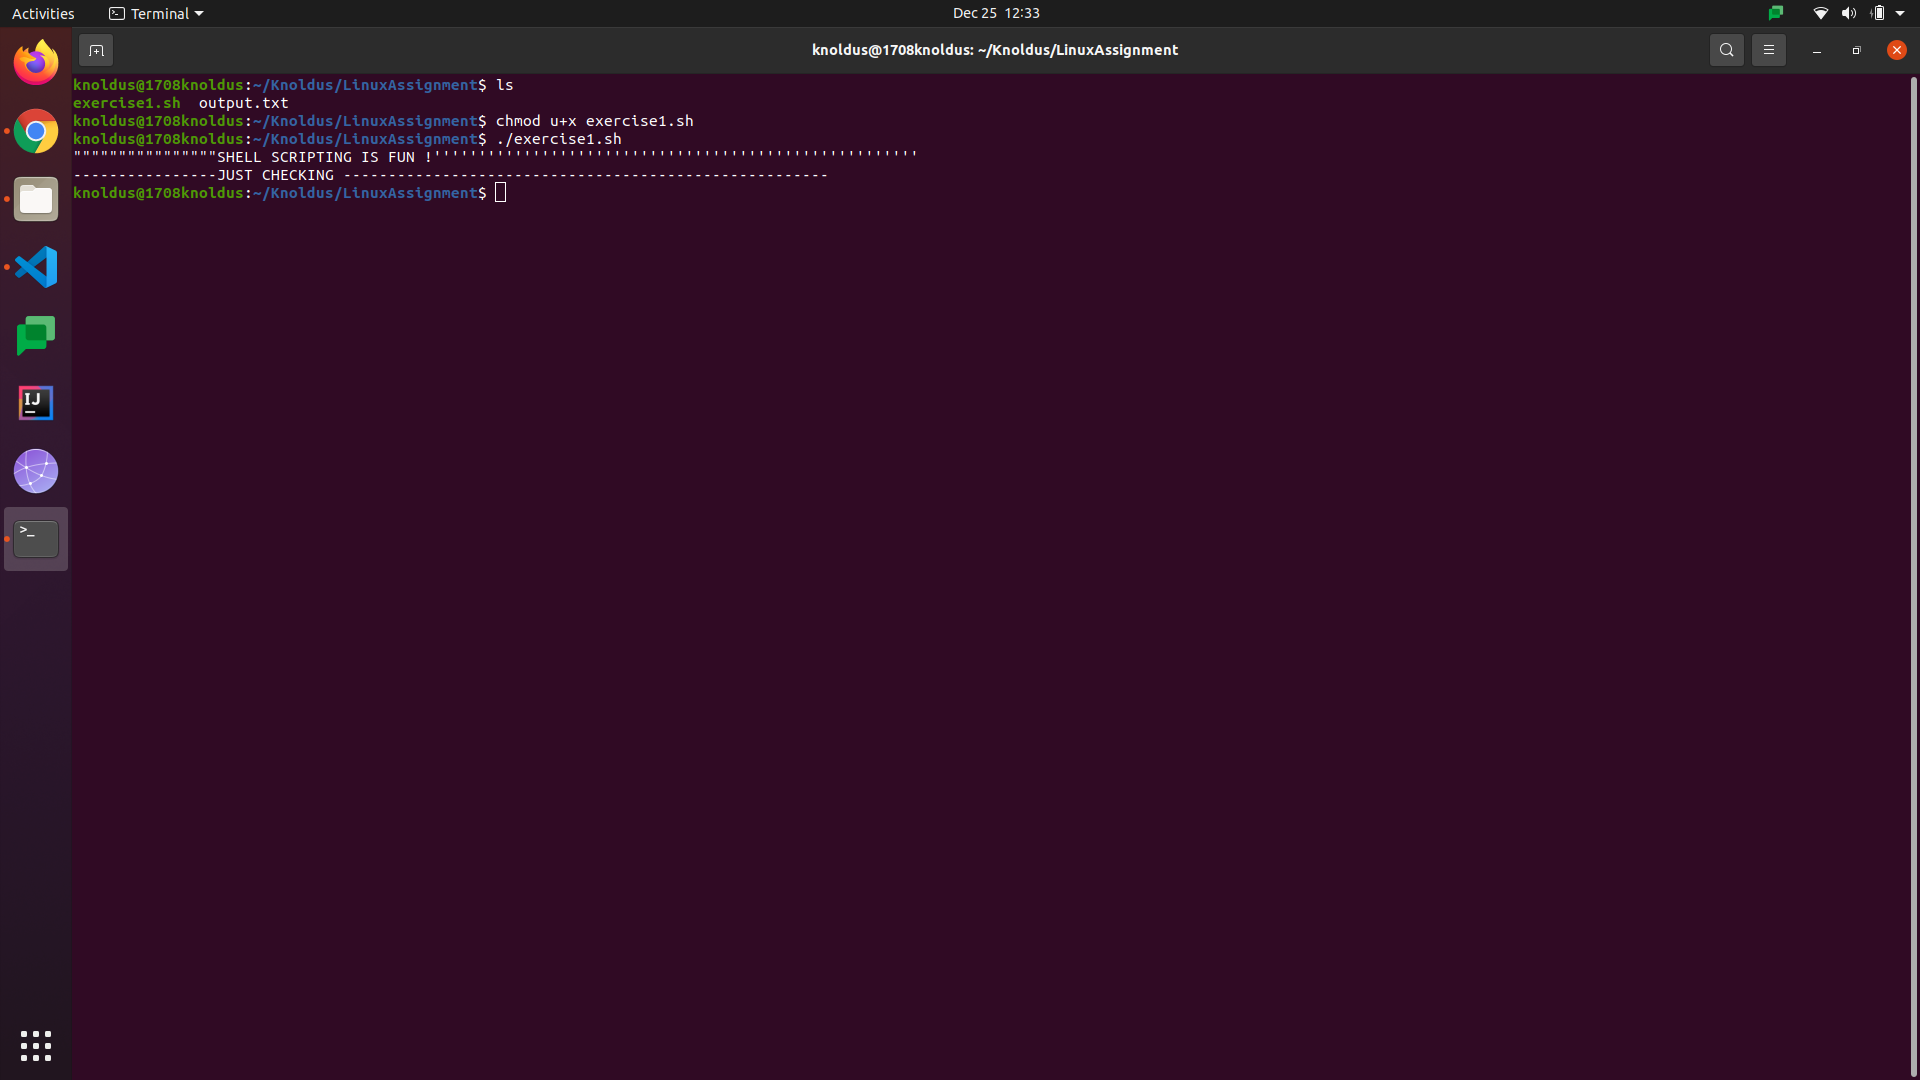 Activities
Terminal
Dec 25 12:33
knoldus@1708knoldus: ~/Knoldus/LinuxAssignment
knoldus@1708knoldus:~/Knoldus/LinuxAssignment$ ls
exercise1.sh  output.txt
knoldus@1708knoldus:~/Knoldus/LinuxAssignment$ chmod u+x exercise1.sh
knoldus@1708knoldus:~/Knoldus/LinuxAssignment$ ./exercise1.sh
""""""""""""""""SHELL SCRIPTING IS FUN !''''''''''''''''''''''''''''''''''''''''''''''''''''''
----------------JUST CHECKING ------------------------------------------------------
knoldus@1708knoldus:~/Knoldus/LinuxAssignment$
IJ
>_